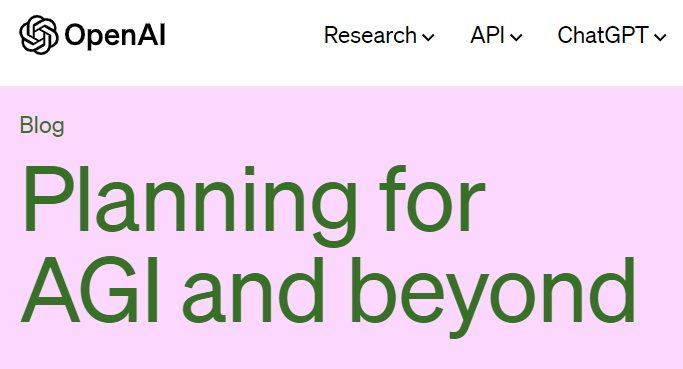 OpenAI Research API ChatGPT
Blog
Planning for
AGI and beyond